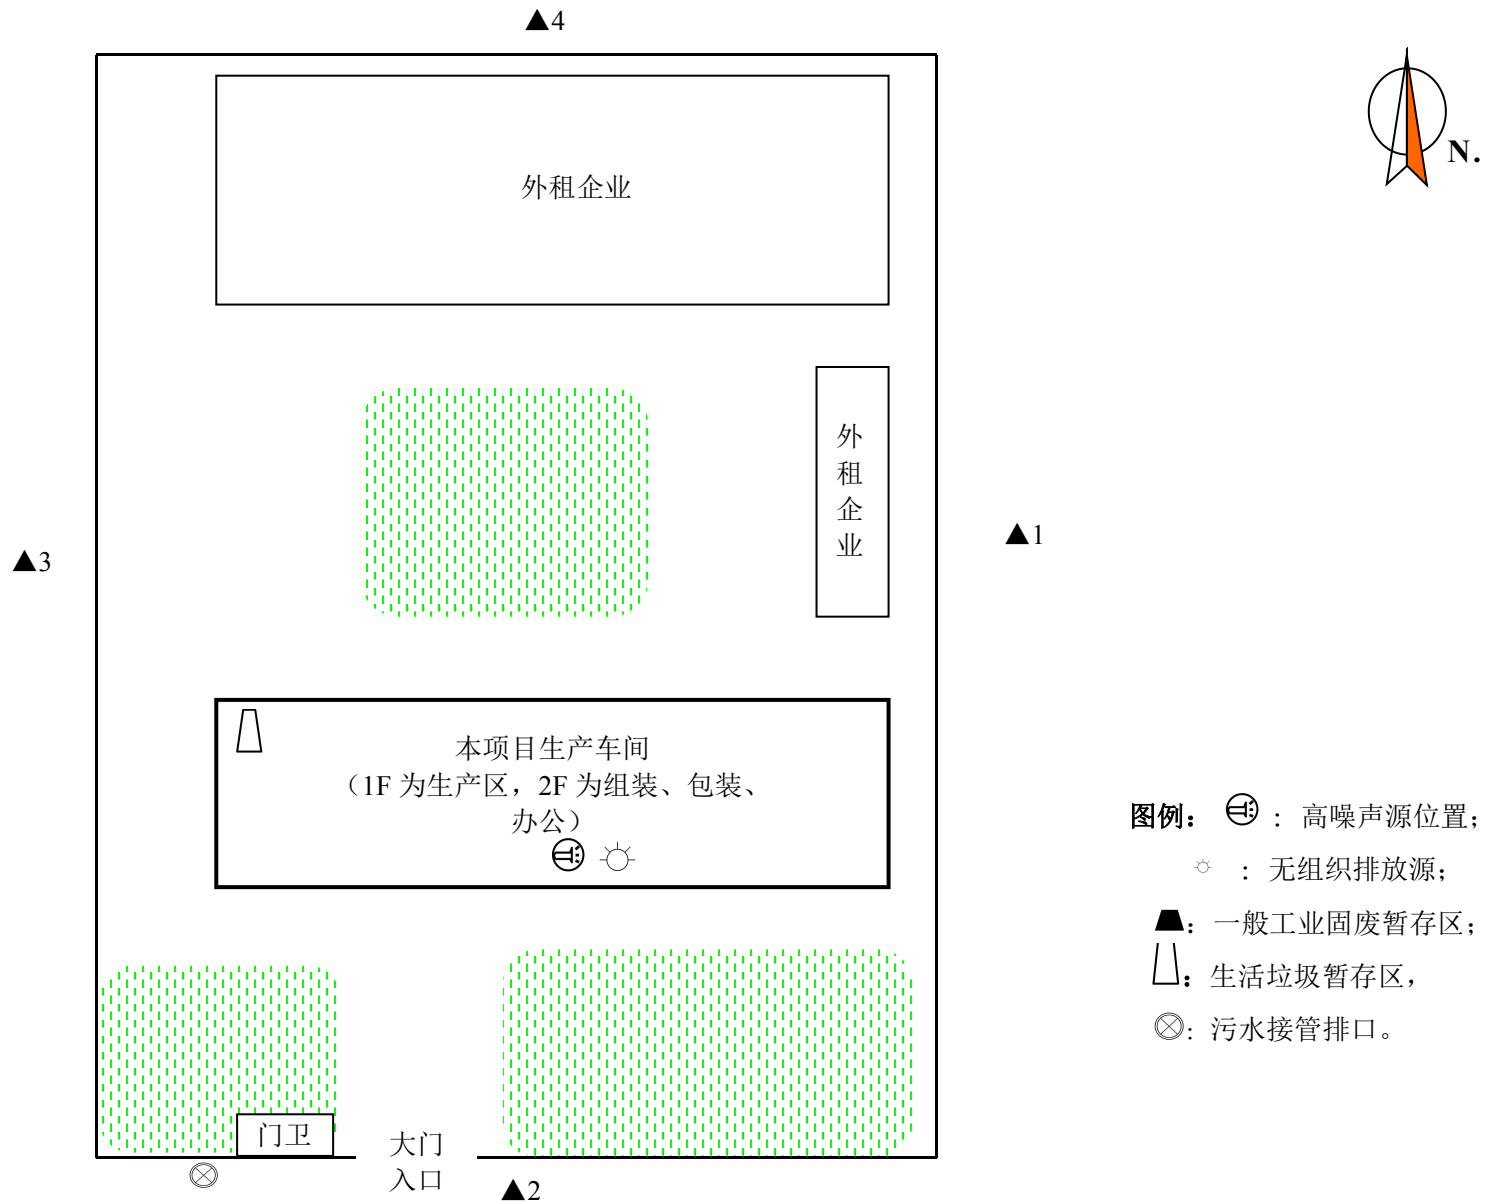 ▲4
N.
外租企业
外
租
企
业
▲1
▲3
本项目生产车间
（1F 为生产区，2F 为组装、包装、
办公）
图例： ：高噪声源位置；
：无组织排放源；
：一般工业固废暂存区；
：生活垃圾暂存区，
：污水接管排口。
门卫
大门
入口
▲2